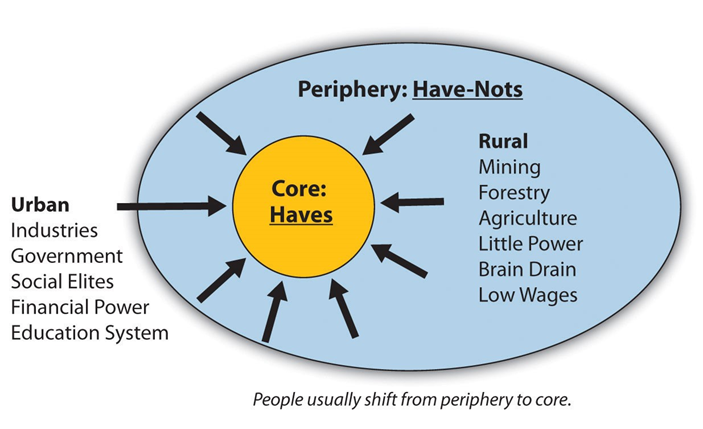 Periphery: Have-Nots
Core:
Haves
Urban
Industries
Government
Social Elites
Financial Power
Education System
Rural
Mining
Forestry
Agriculture
Little Power
Brain Drain
Low Wages
People usually shift from periphery to core.